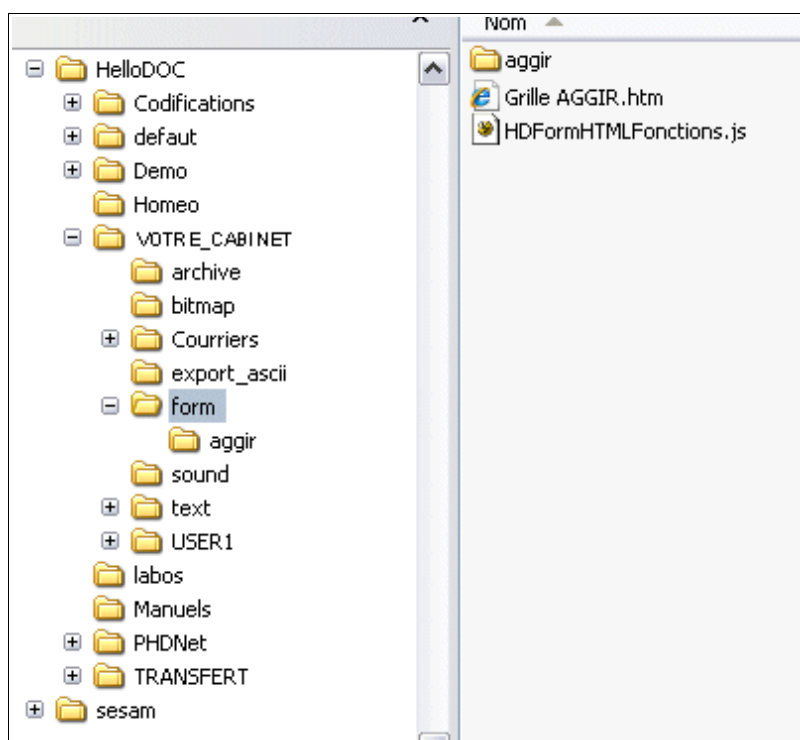 HelloDOC
Codifications
defaut
Demo
Homeo
VOTRE_CABINET
archive
bitmap
Courriers
export_ascii
form
aggir
sound
text
USER1
labos
Manuels
PHDNet
TRANSFERT
sesam
Nom
aggir
Grille AGGIR.htm
HDFormHTMLFonctions.js